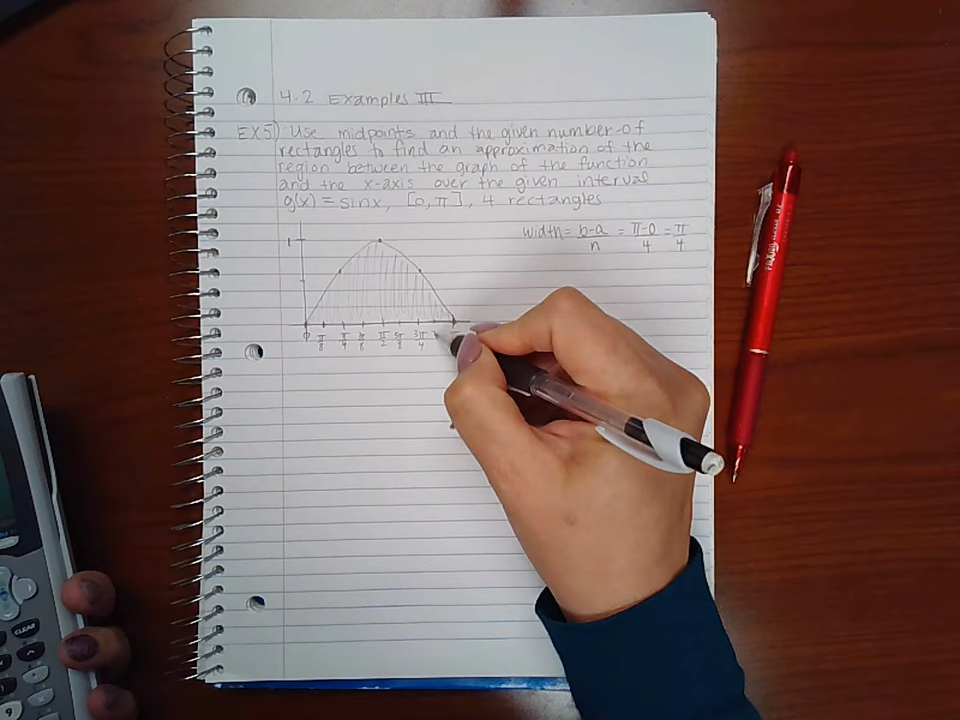 4.2 Examples III
EX5) Use midpoints and the given number of
rectangles to find an approximation of the
region between the graph of the function
and the x-axis over the given interval
g(x) = sinx, [0, π], 4 rectangles
width = b-a/n = π-0/4 = π/4
1
0 π/8 π/4 3π/8 π/2 5π/8 3π/4
CLEAR